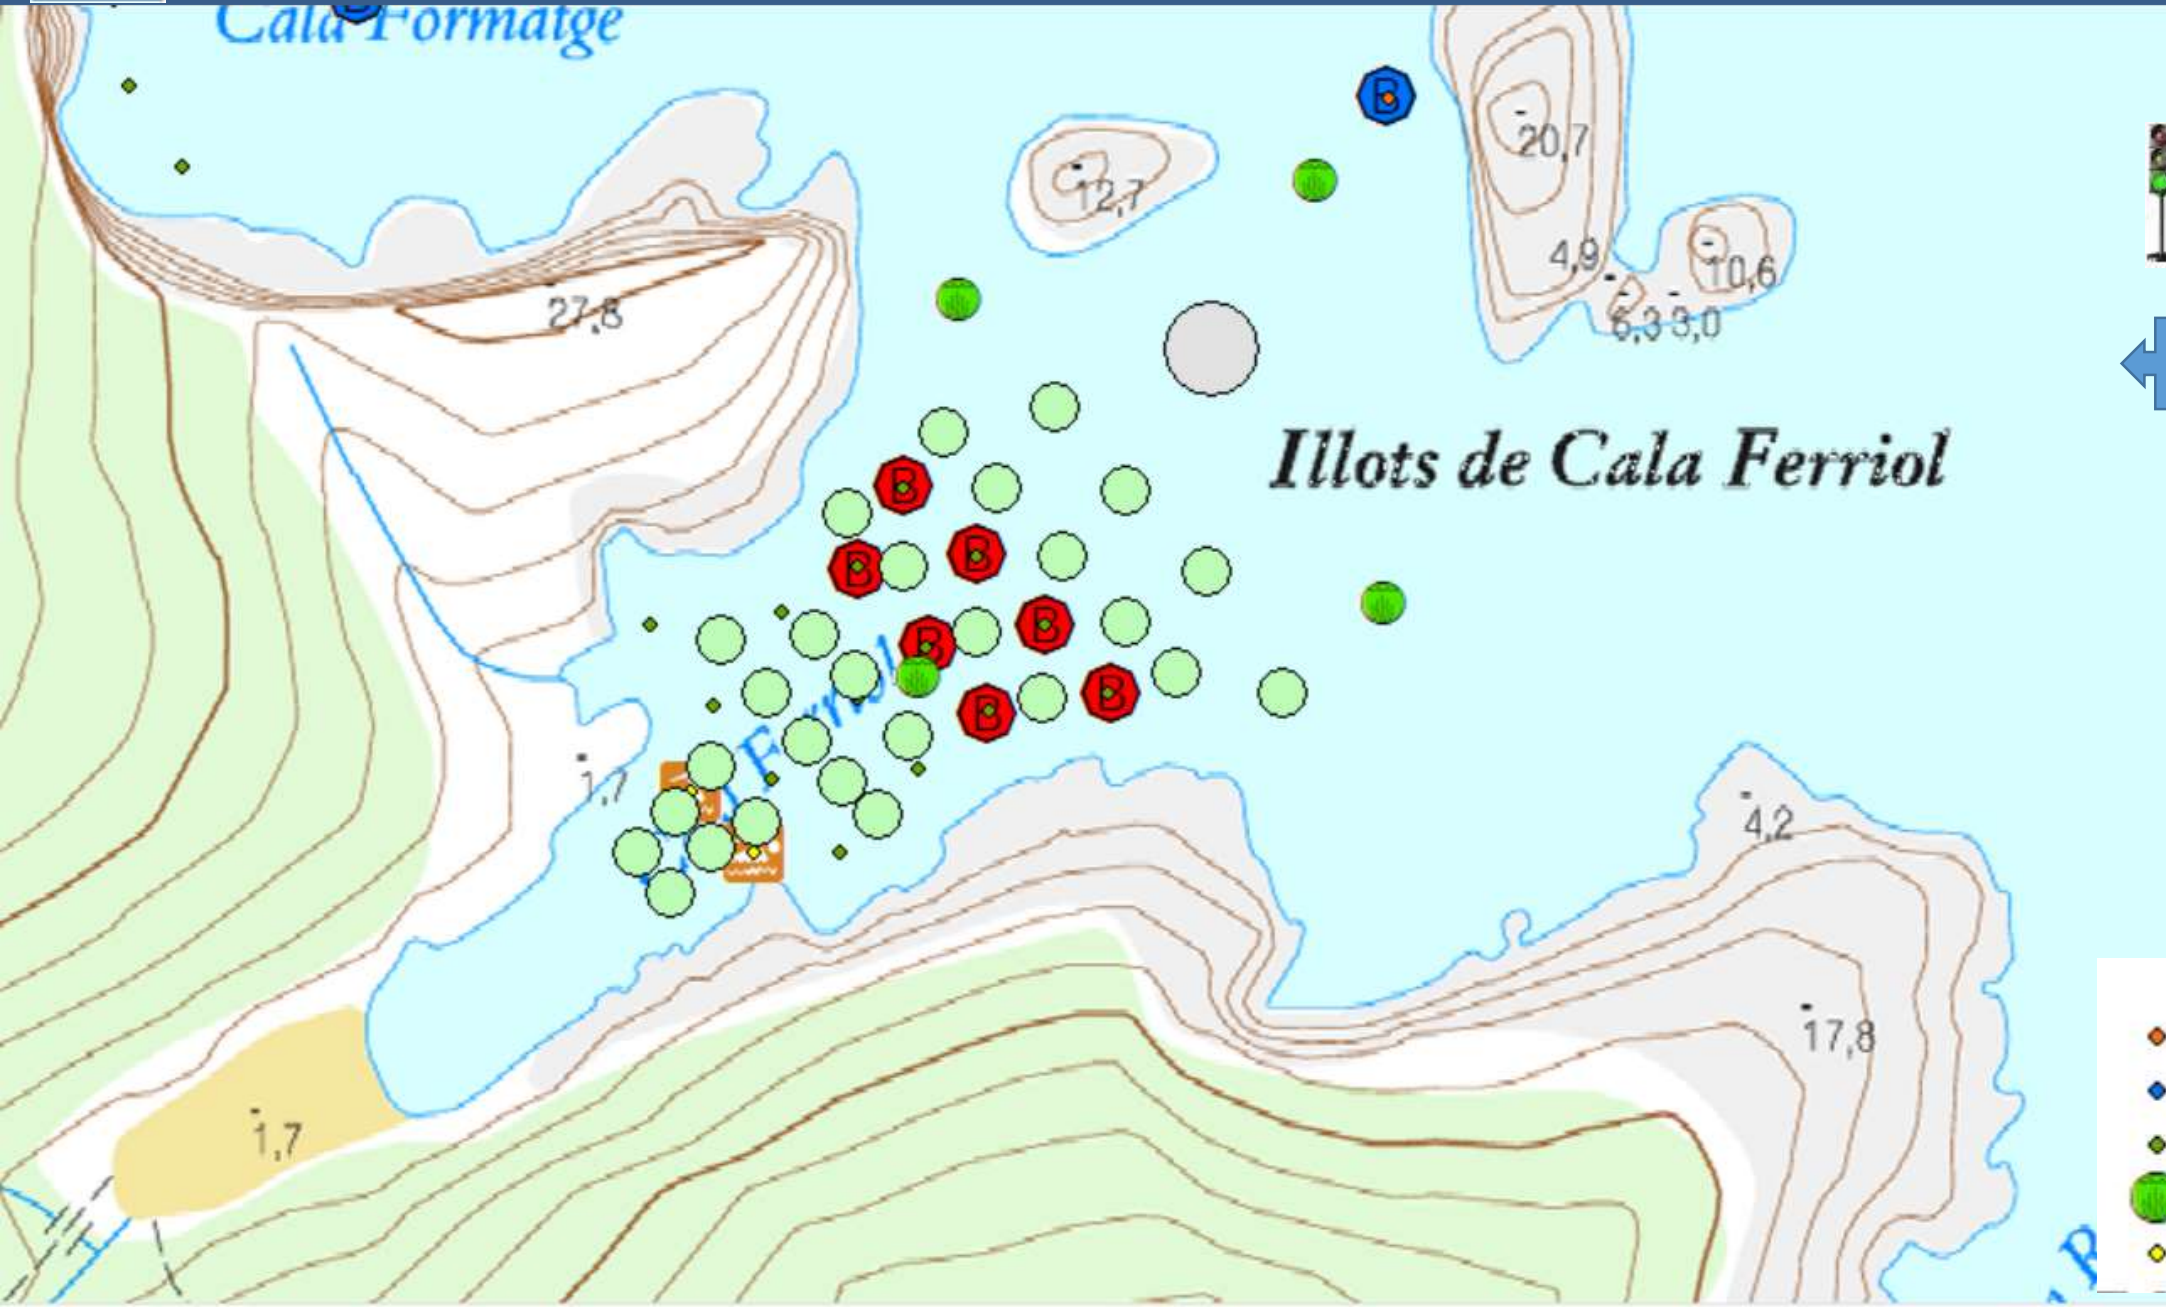 Cala Formatge
B
B
20,7
12,7
4,9
10,6
6,3 3,0
27,8
Illots de Cala Ferriol
B
B
B
B
B
B
B
Ferriol
1,7
4,2
17,8
1,7